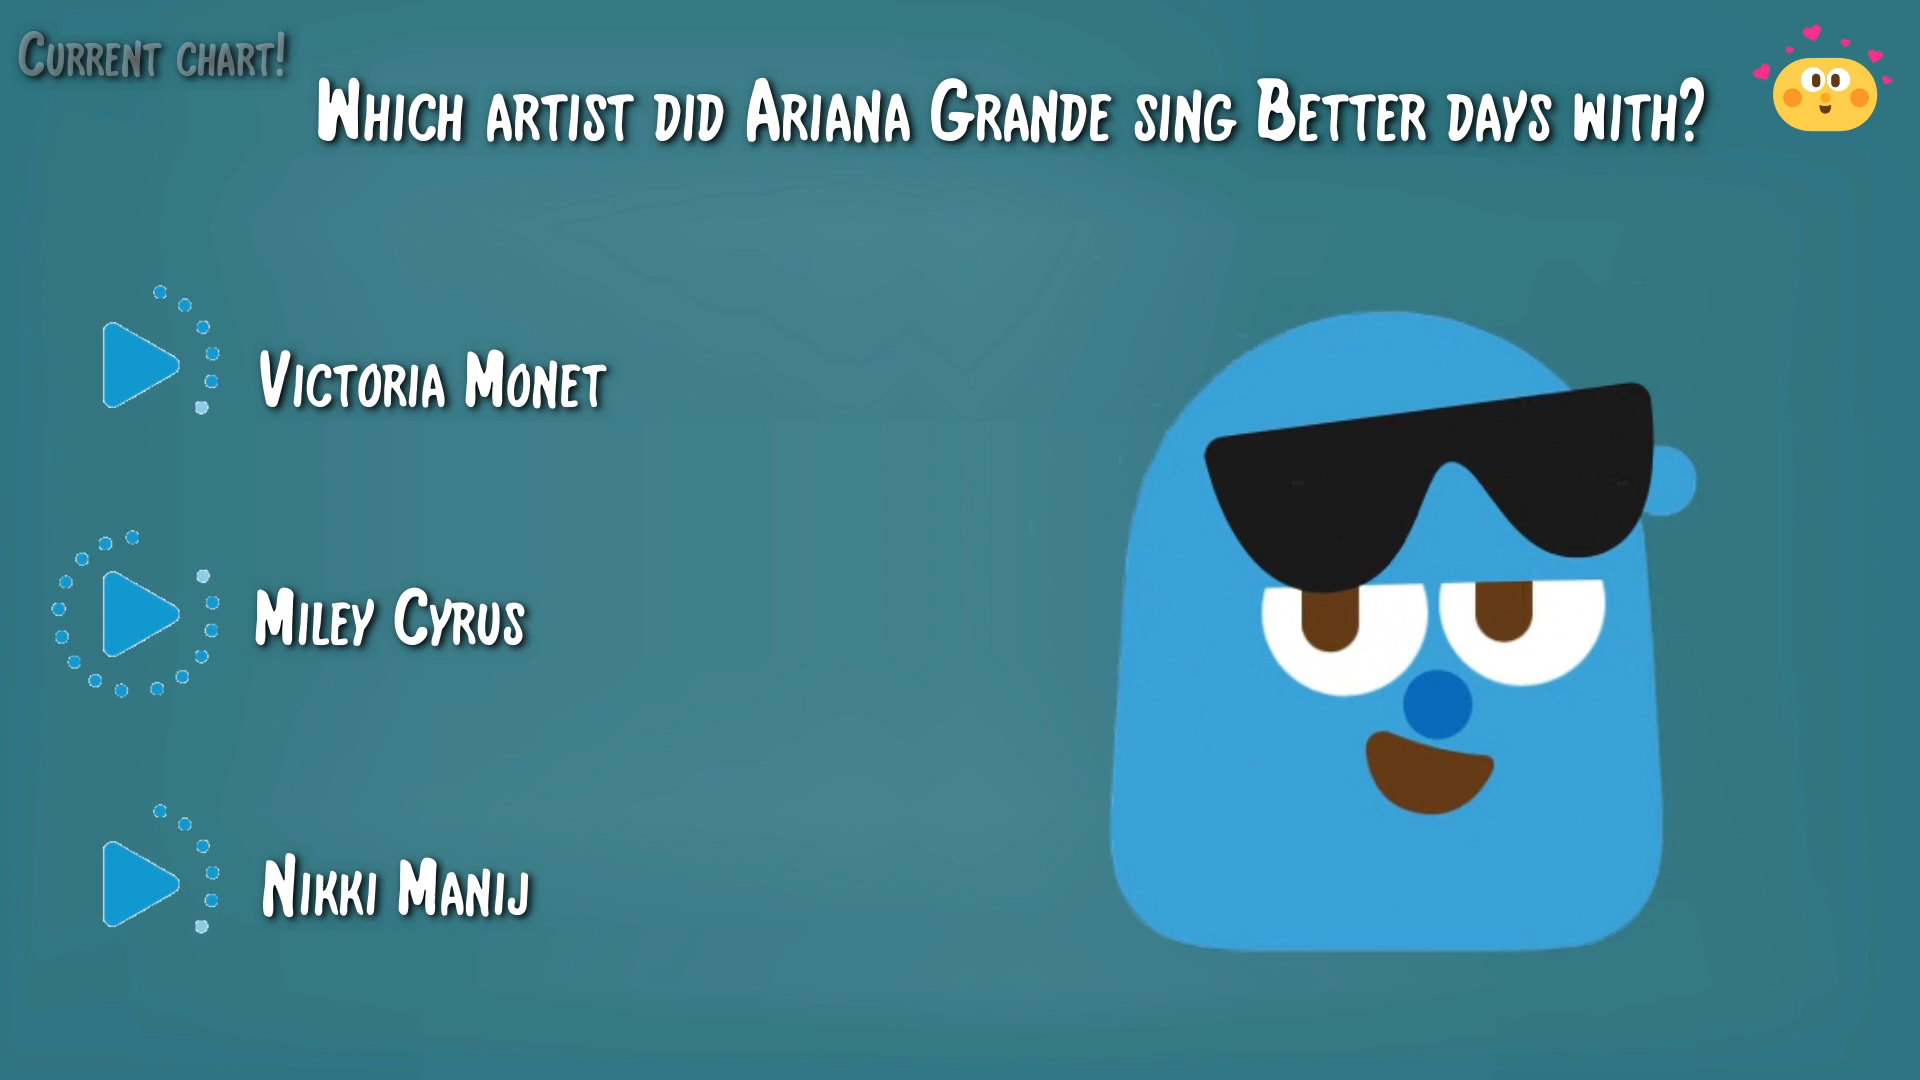 Current chart!
Which artist did Ariana Grande sing Better days with?
Victoria Monet
Miley Cyrus
Nikki Manij